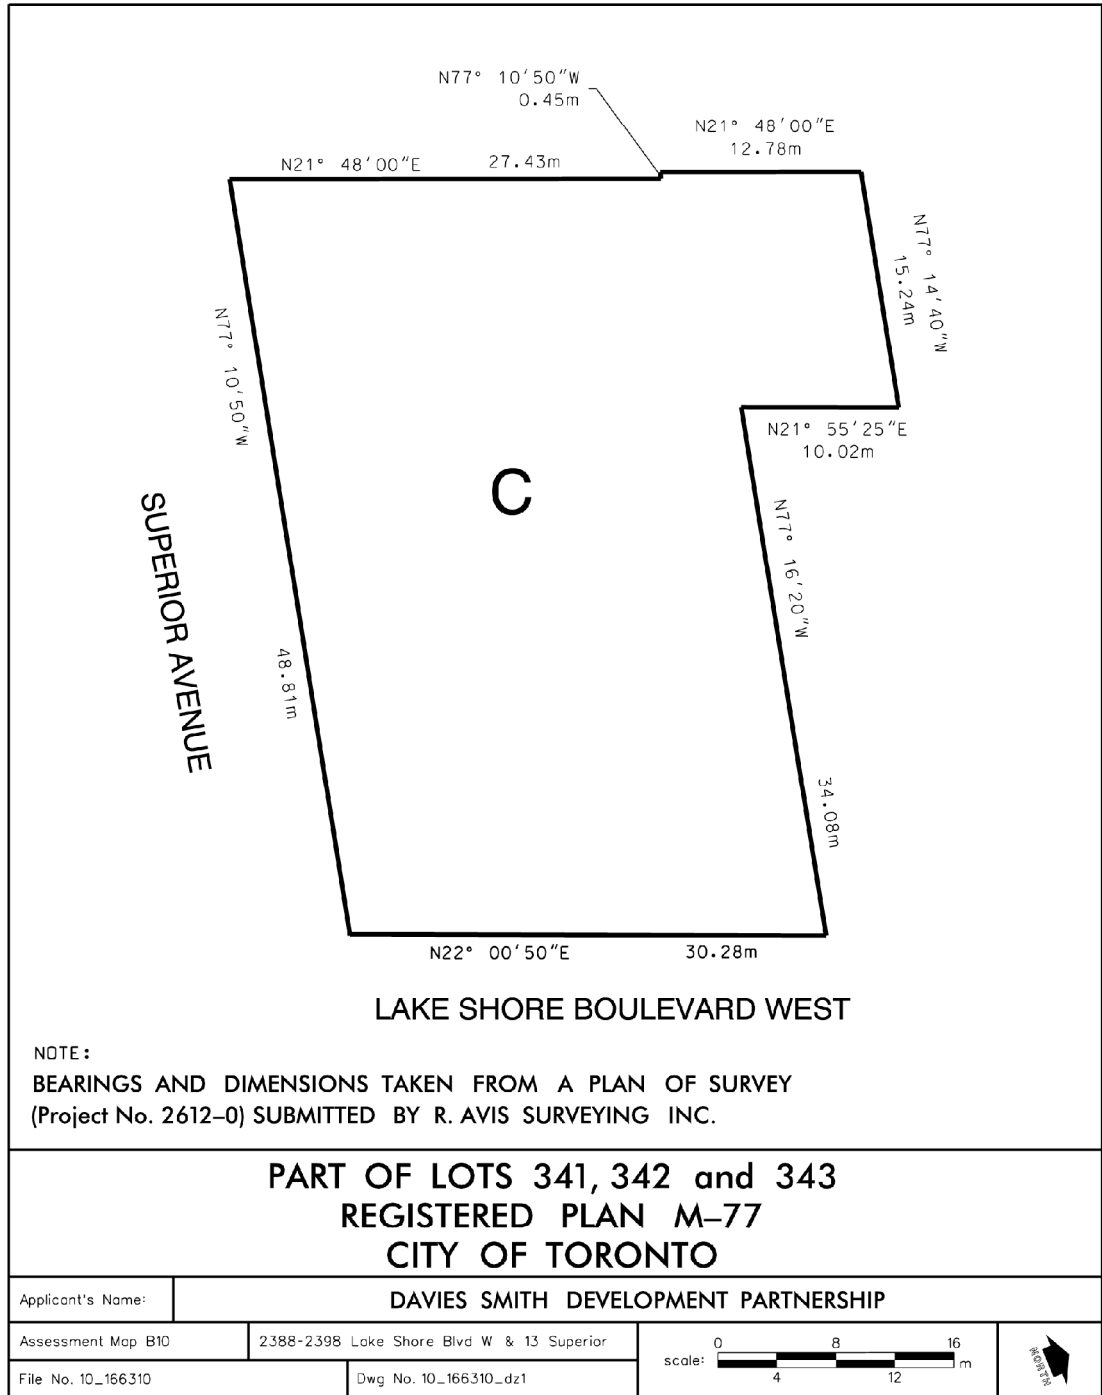 N77° 10'50"W
0.45m
N21° 48'00"E
12.78m
N21° 48'00"E 27.43m
N77° 14'40"W
15.24m
N77° 10'50"W
N21° 55'25"E
10.02m
C
N77° 16'20"W
SUPERIOR AVENUE
48.81m
34.08m
N22° 00'50"E 30.28m
LAKE SHORE BOULEVARD WEST
NOTE:
BEARINGS AND DIMENSIONS TAKEN FROM A PLAN OF SURVEY
(Project No. 2612–0) SUBMITTED BY R. AVIS SURVEYING INC.
PART OF LOTS 341, 342 and 343
REGISTERED PLAN M–77
CITY OF TORONTO
Applicant's Name: DAVIES SMITH DEVELOPMENT PARTNERSHIP
Assessment Map B10 2388-2398 Lake Shore Blvd W & 13 Superior
File No. 10_166310 Dwg No. 10_166310_dz1
0 8 16
scale: m
4 12
NORTH